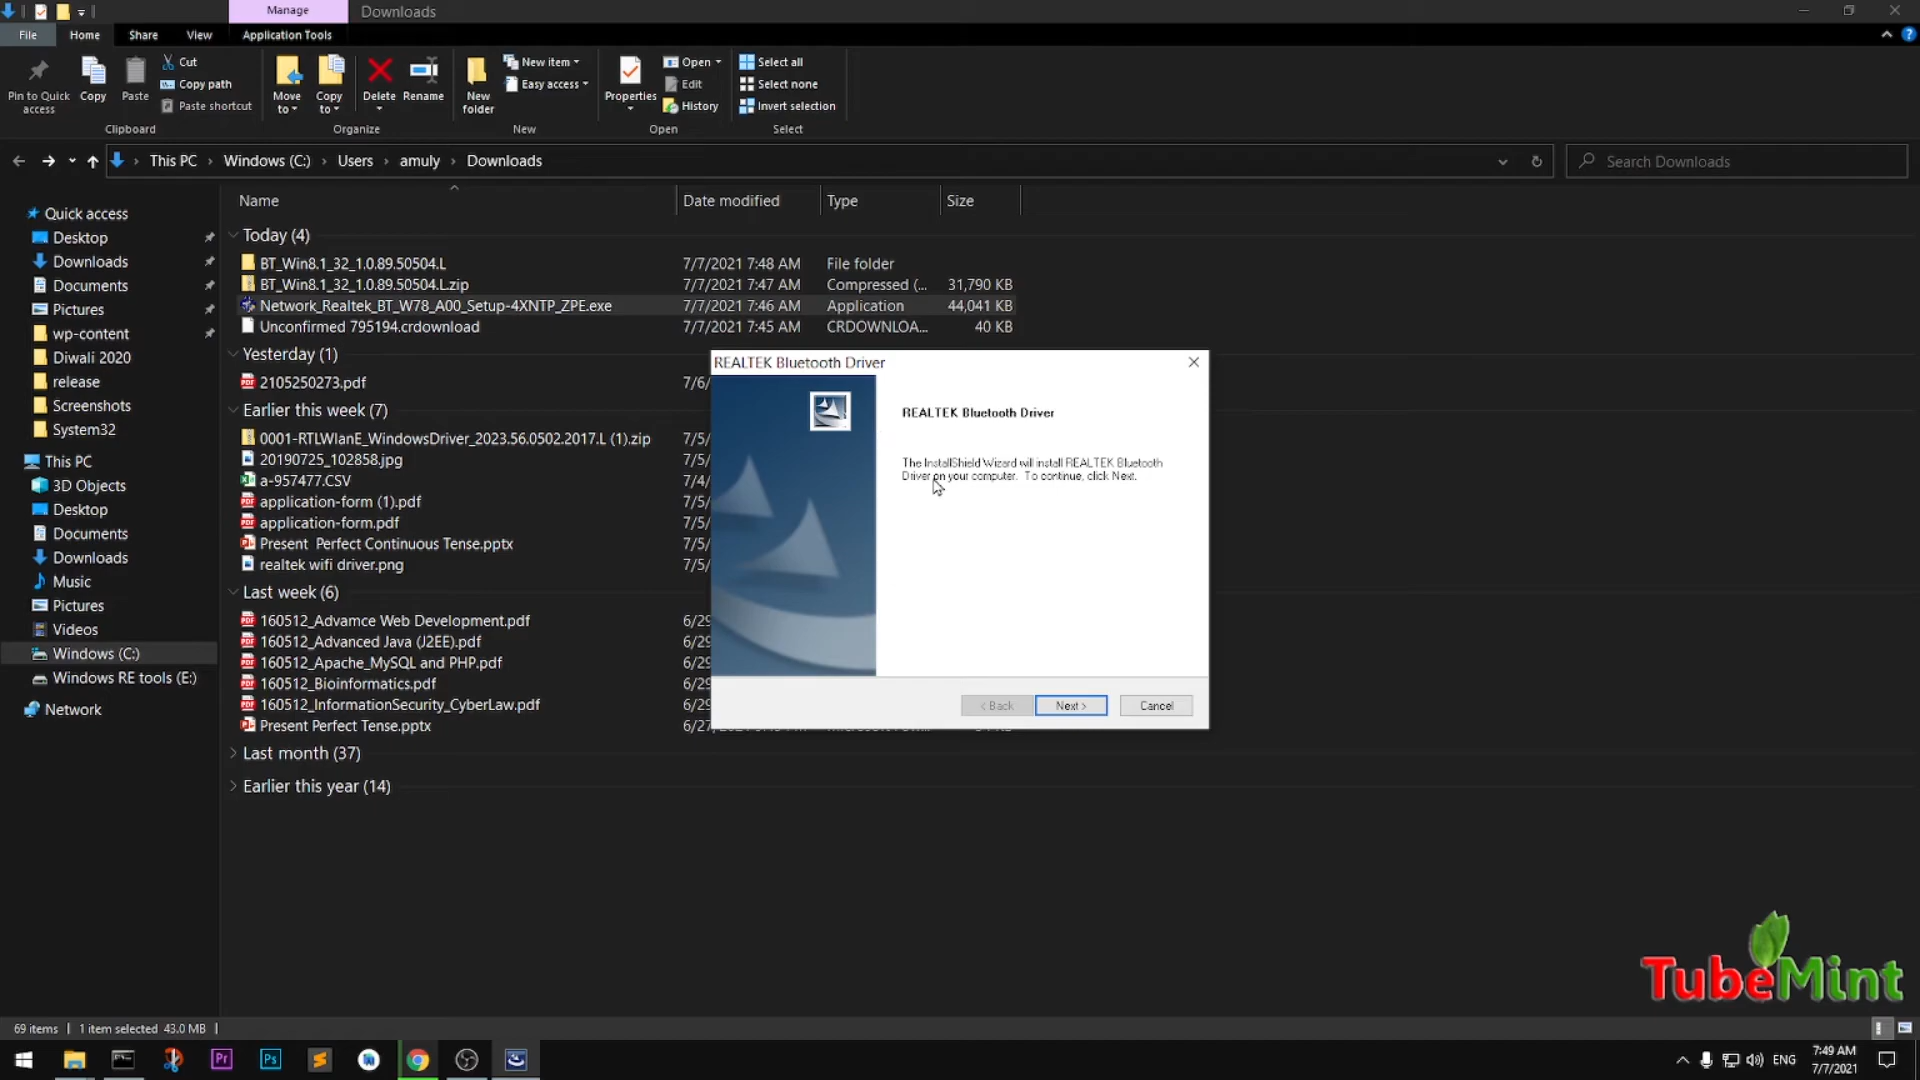 Manage
Downloads
File
Home
Share
View
Application Tools
Pin to Quick access
Copy
Paste
Cut
Copy path
Paste shortcut
Clipboard
Move to
Copy to
Delete
Rename
Organize
New folder
New item
Easy access
New
Properties
Open
Edit
History
Open
Select all
Select none
Invert selection
Select
This PC › Windows (C:) › Users › amuly › Downloads
Search Downloads
Name
Date modified
Type
Size
Quick access
Desktop
Downloads
Documents
Pictures
wp-content
Diwali 2020
release
Screenshots
System32
This PC
3D Objects
Desktop
Documents
Downloads
Music
Pictures
Videos
Windows (C:)
Windows RE tools (E:)
Network
Today (4)
BT_Win8.1_32_1.0.89.50504.L 7/7/2021 7:48 AM File folder
BT_Win8.1_32_1.0.89.50504.L.zip 7/7/2021 7:47 AM Compressed (... 31,790 KB
Network_Realtek_BT_W78_A00_Setup-4XNTP_ZPE.exe 7/7/2021 7:46 AM Application 44,041 KB
Unconfirmed 795194.crdownload 7/7/2021 7:45 AM CRDOWNLOA... 40 KB
Yesterday (1)
2105250273.pdf 7/6/
Earlier this week (7)
0001-RTLWlanE_WindowsDriver_2023.56.0502.2017.L (1).zip 7/5/
20190725_102858.jpg 7/5/
a-957477.CSV 7/4/
application-form (1).pdf 7/5/
application-form.pdf 7/5/
Present  Perfect Continuous Tense.pptx 7/5/
realtek wifi driver.png 7/5/
Last week (6)
160512_Advamce Web Development.pdf 6/29
160512_Advanced Java (J2EE).pdf 6/29
160512_Apache_MySQL and PHP.pdf 6/29
160512_Bioinformatics.pdf 6/29
160512_InformationSecurity_CyberLaw.pdf 6/29
Present Perfect Tense.pptx 6/27/
Last month (37)
Earlier this year (14)
REALTEK Bluetooth Driver
REALTEK Bluetooth Driver
The InstallShield Wizard will install REALTEK Bluetooth
Driver on your computer.  To continue, click Next.
< Back
Next >
Cancel
TubeMint
69 items
1 item selected 43.0 MB
Pr
Ps
ENG
7:49 AM
7/7/2021